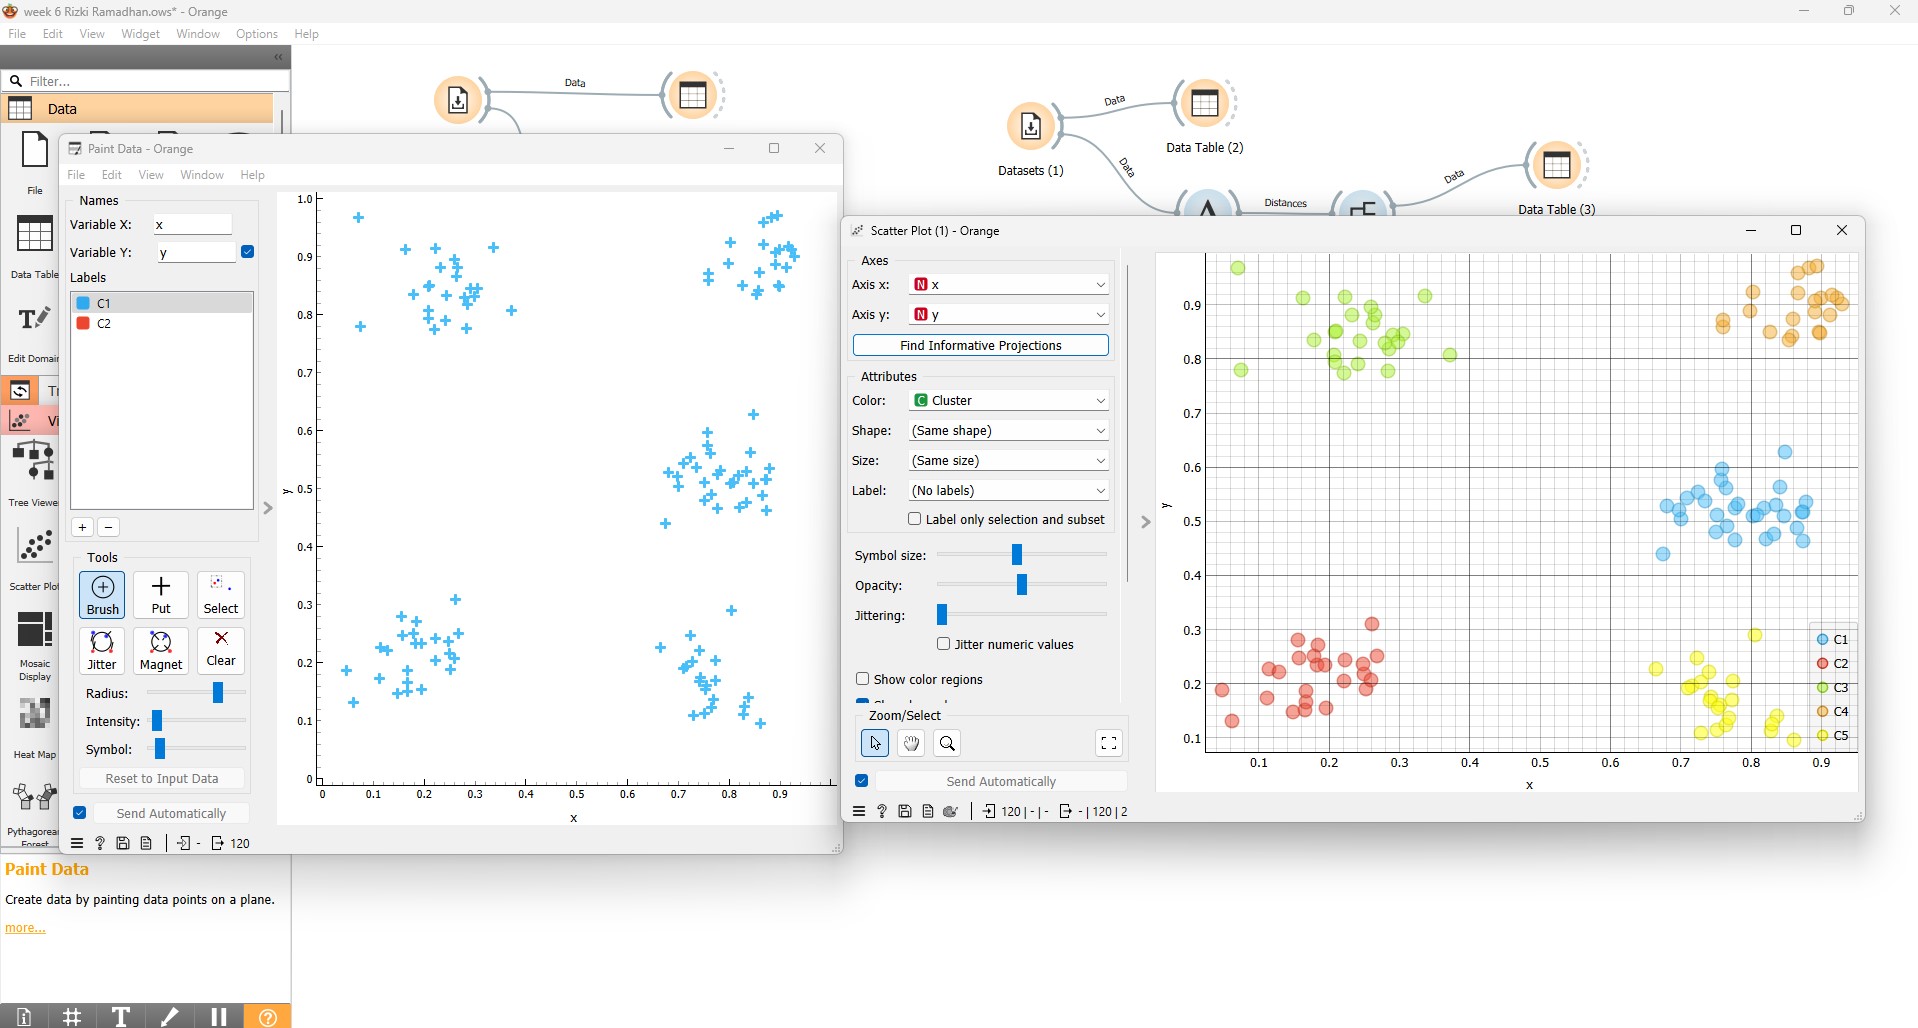 week 6 Rizki Ramadhan.ows* - Orange
File Edit View Widget Window Options Help
Filter...
Data
File
Data Table
Edit Domain
Tree Viewer
Scatter Plot
Mosaic
Display
Heat Map
Pythagorean
Forest
Paint Data
Create data by painting data points on a plane.
more...
Data
Datasets (1)
Data
Data Table (2)
Data
Distances
Data
Data Table (3)
Paint Data - Orange
File Edit View Window Help
Names
Variable X: x
Variable Y: y
Labels
C1
C2
+ −
Tools
Brush Put Select
Jitter Magnet Clear
Radius:
Intensity:
Symbol:
Reset to Input Data
Send Automatically
- 120
1.0
0.9
0.8
0.7
0.6
0.5
0.4
0.3
0.2
0.1
0
y
0 0.1 0.2 0.3 0.4 0.5 0.6 0.7 0.8 0.9
x
Scatter Plot (1) - Orange
Axes
Axis x: N x
Axis y: N y
Find Informative Projections
Attributes
Color: C Cluster
Shape: (Same shape)
Size: (Same size)
Label: (No labels)
Label only selection and subset
Symbol size:
Opacity:
Jittering:
Jitter numeric values
Show color regions
Zoom/Select
Send Automatically
120 | - | - - | 120 | 2
0.9
0.8
0.7
0.6
0.5
0.4
0.3
0.2
0.1
y
0.1 0.2 0.3 0.4 0.5 0.6 0.7 0.8 0.9
x
C1
C2
C3
C4
C5